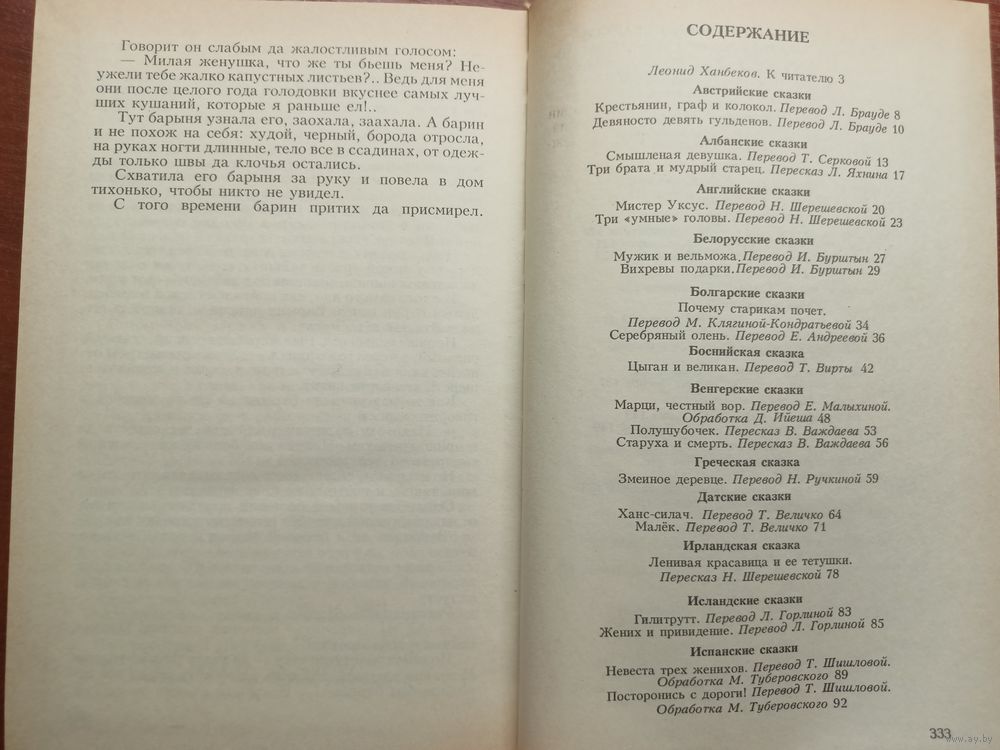 Говорит он слабым да жалостливым голосом:
— Милая женушка, что же ты бьешь меня? Не-
ужели тебе жалко капустных листьев?.. Ведь для меня
они после целого года голодовки вкуснее самых луч-
ших кушаний, которые я раньше ел!..
Тут барыня узнала его, заохала, заахала. А барин
и не похож на себя: худой, черный, борода отросла,
на руках ногти длинные, тело все в ссадинах, от одеж-
ды только швы да клочья остались.
Схватила его барыня за руку и повела в дом
тихонько, чтобы никто не увидел.
С того времени барин притих да присмирел.
СОДЕРЖАНИЕ
Леонид Ханбеков. К читателю 3
Австрийские сказки
Крестьянин, граф и колокол. Перевод Л. Брауде 8
Девяносто девять гульденов. Перевод Л. Брауде 10
Албанские сказки
Смышленая девушка. Перевод Т. Серковой 13
Три брата и мудрый старец. Пересказ Л. Яхнина 17
Английские сказки
Мистер Уксус. Перевод Н. Шерешевской 20
Три «умные» головы. Перевод Н. Шерешевской 23
Белорусские сказки
Мужик и вельможа. Перевод И. Бурштын 27
Вихревы подарки. Перевод И. Бурштын 29
Болгарские сказки
Почему старикам почет.
Перевод М. Клягиной-Кондратьевой 34
Серебряный олень. Перевод Е. Андреевой 36
Боснийская сказка
Цыган и великан. Перевод Т. Вирты 42
Венгерские сказки
Марци, честный вор. Перевод Е. Малыхиной.
Обработка Д. Ийеша 48
Полушубочек. Пересказ В. Важдаева 53
Старуха и смерть. Пересказ В. Важдаева 56
Греческая сказка
Змеиное деревце. Перевод Н. Ручкиной 59
Датские сказки
Ханс-силач. Перевод Т. Величко 64
Малёк. Перевод Т. Величко 71
Ирландская сказка
Ленивая красавица и ее тетушки.
Пересказ Н. Шерешевской 78
Исландские сказки
Гилитрутт. Перевод Л. Горлиной 83
Жених и привидение. Перевод Л. Горлиной 85
Испанские сказки
Невеста трех женихов. Перевод Т. Шишловой.
Обработка М. Туберовского 89
Посторонись с дороги! Перевод Т. Шишловой.
Обработка М. Туберовского 92
333
www.ay.by